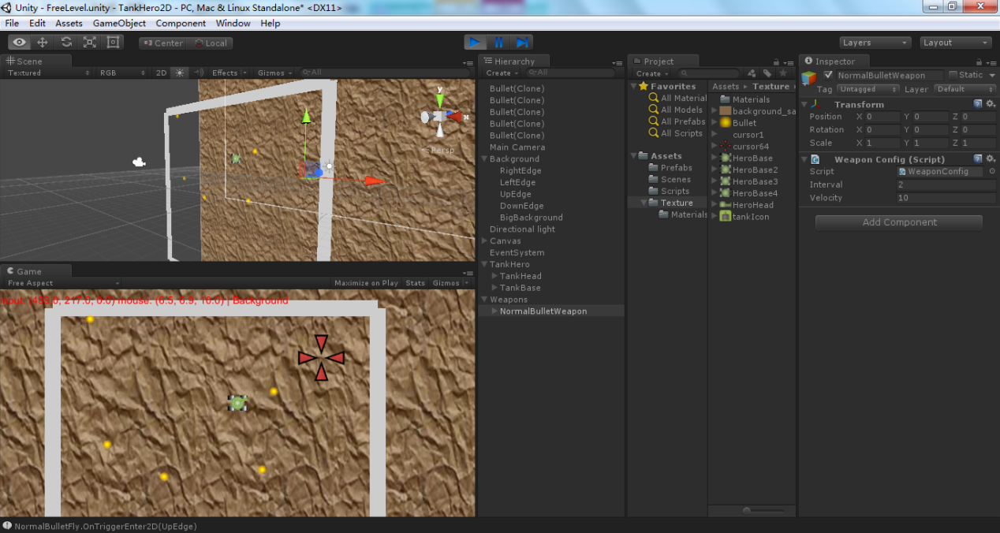 Unity - FreeLevel.unity - TankHero2D - PC, Mac & Linux Standalone* <DX11>
File Edit Assets GameObject Component Window Help
Center Local Layers Layout
Scene
Textured RGB 2D Effects Gizmos All
y
x
Persp
Game
Free Aspect Maximize on Play Stats Gizmos
mouse: (6.5, 6.9, 10.0) | Background
Hierarchy
Create All
Bullet(Clone)
Bullet(Clone)
Bullet(Clone)
Bullet(Clone)
Bullet(Clone)
Main Camera
Background
RightEdge
LeftEdge
UpEdge
DownEdge
BigBackground
Directional light
Canvas
EventSystem
TankHero
TankHead
TankBase
Weapons
NormalBulletWeapon
Project
Create
Favorites
All Material
All Models
All Prefabs
All Scripts
Assets
Prefabs
Scenes
Scripts
Texture
Materials
Assets Texture
Materials
background_sa
Bullet
cursor1
cursor64
HeroBase
HeroBase2
HeroBase3
HeroBase4
HeroHead
tankIcon
Inspector
NormalBulletWeapon Static
Tag Untagged Layer Default
Transform
Position X 0 Y 0 Z 0
Rotation X 0 Y 0 Z 0
Scale X 1 Y 1 Z 1
Weapon Config (Script)
Script WeaponConfig
Interval 2
Velocity 10
Add Component
NormalBulletFly.OnTriggerEnter2D(UpEdge)